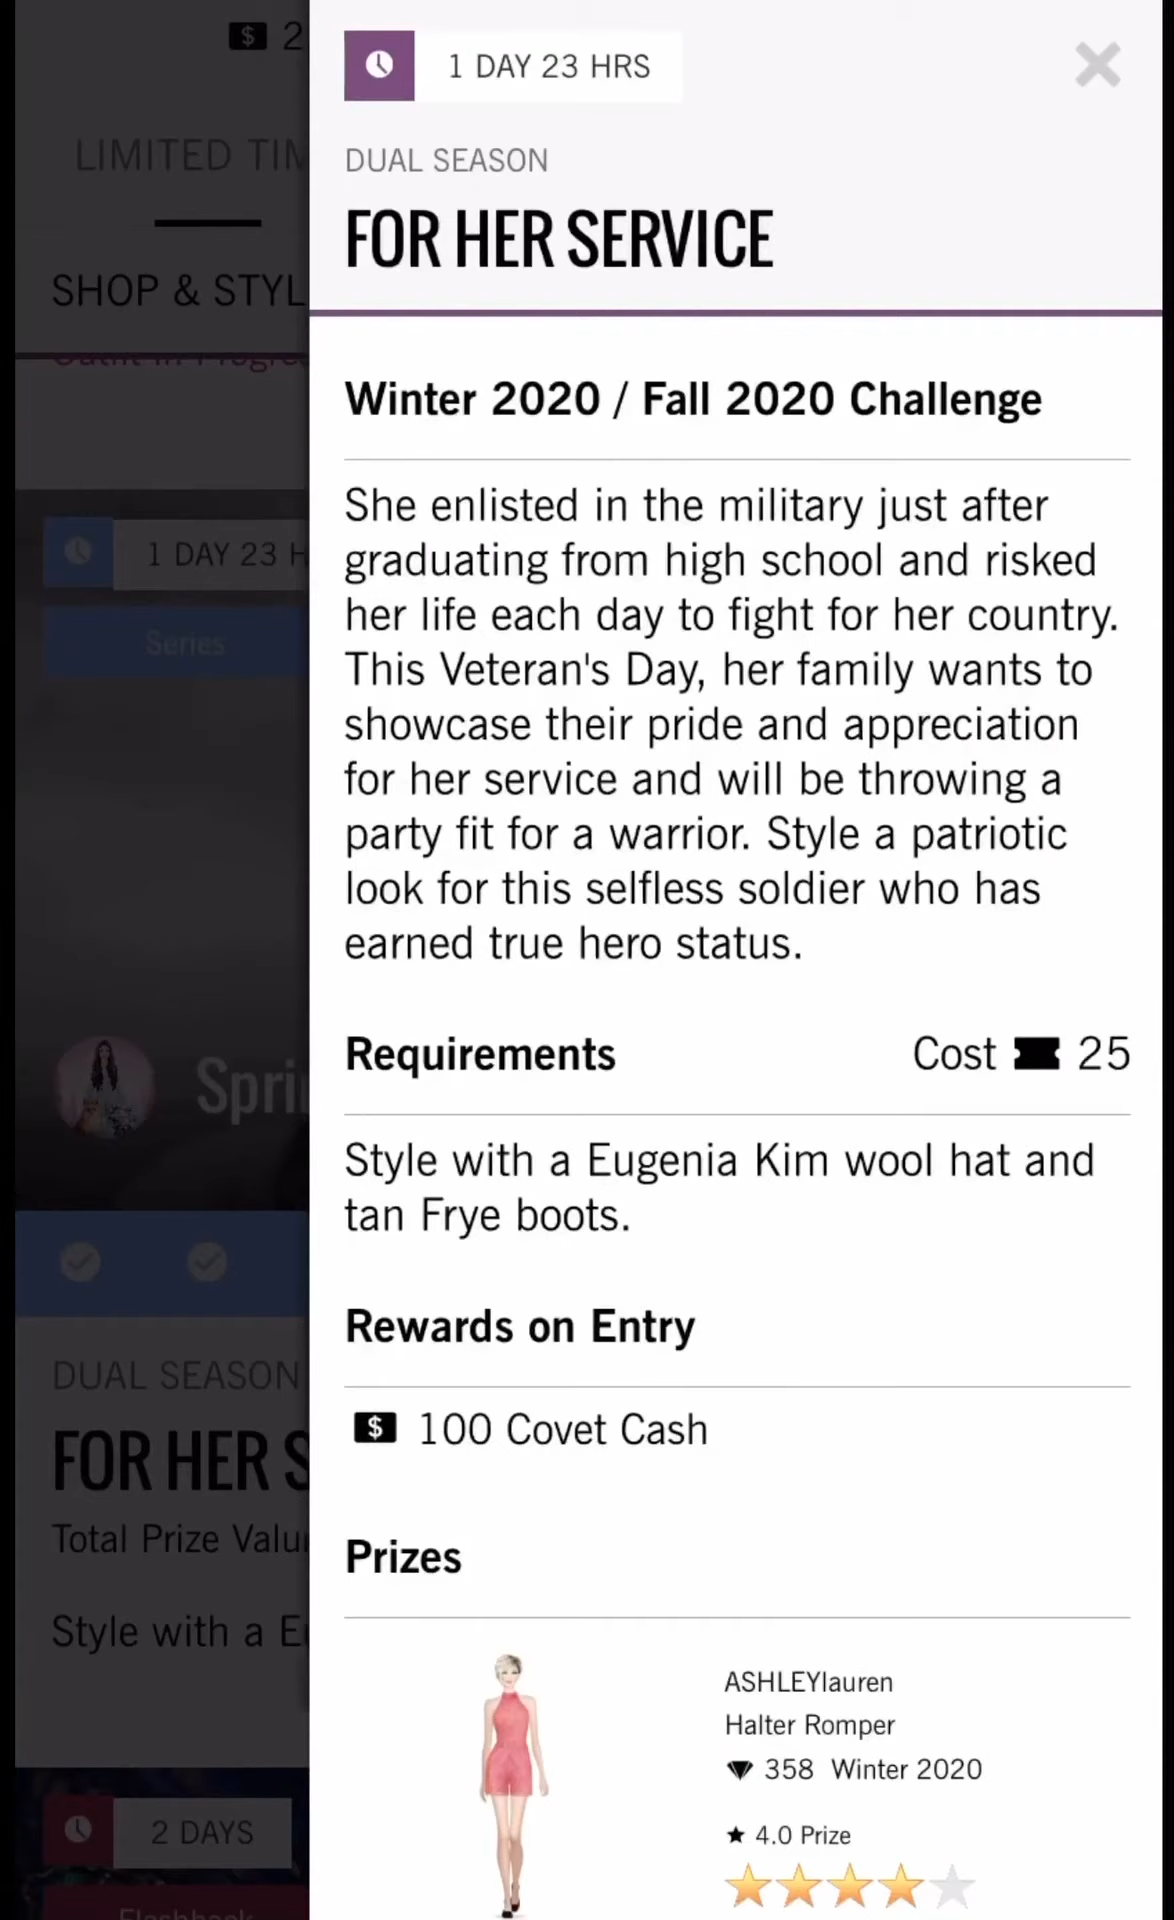 $ 2
1 DAY 23 HRS
LIMITED TIM
DUAL SEASON
FOR HER SERVICE
SHOP & STYL
Winter 2020 / Fall 2020 Challenge
She enlisted in the military just after
graduating from high school and risked
her life each day to fight for her country.
This Veteran's Day, her family wants to
showcase their pride and appreciation
for her service and will be throwing a
party fit for a warrior. Style a patriotic
look for this selfless soldier who has
earned true hero status.
1 DAY 23 H
Series
Requirements Cost 25
Sprin
Style with a Eugenia Kim wool hat and
tan Frye boots.
Rewards on Entry
$ 100 Covet Cash
DUAL SEASON
FOR HER S
Total Prize Valu
Style with a E
Prizes
ASHLEYlauren
Halter Romper
358 Winter 2020
4.0 Prize
2 DAYS
Flashback